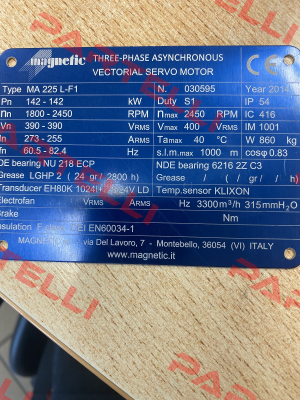 magnetic THREE-PHASE ASYNCHRONOUS
VECTORIAL SERVO MOTOR
CE
Type MA 225 L-F1 N. 030595 Year 2014
Pn 142 - 142 kW Duty S1 IP 54
nn 1800 - 2450 RPM nmax 2450 RPM IC 416
Vn 390 - 390 VRMS Vmax 400 VRMS IM 1001
In 273 - 255 ARMS Tamax 40 °C W 860 kg
fn 60.5 - 82.4 Hz s.l.m.max 1000 m cosφ 0.83
DE bearing NU 218 ECP NDE bearing 6216 2Z C3
Grease LGHP 2 ( 24 gr / 2800 h) Grease ( / gr / / h)
Transducer EH80K 1024I 24V LD Temp.sensor KLIXON
Electrofan VRMS ARMS Hz 3300m³/h 315mmH2O
Brake Nm
Insulation F EN60034-1
via Del Lavoro, 7 - Montebello, 36054 (VI) ITALY
www.magnetic.it